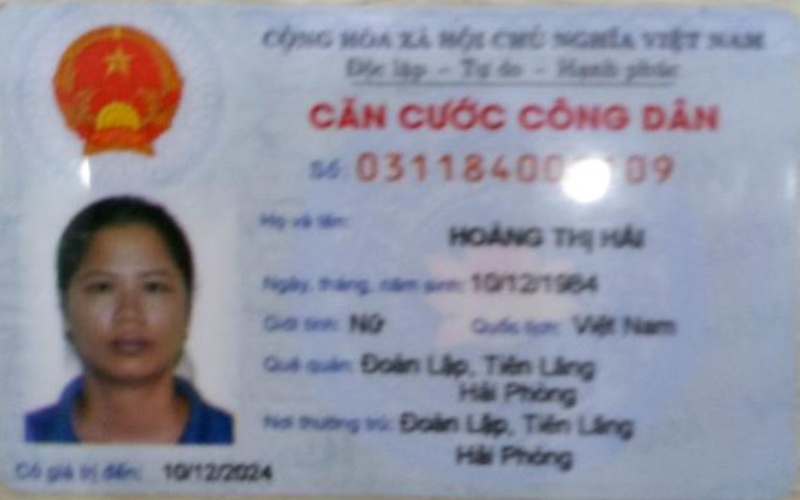 CỘNG HÒA XÃ HỘI CHỦ NGHĨA VIỆT NAM
Độc lập - Tự do - Hạnh phúc
CĂN CƯỚC CÔNG DÂN
Số:
Họ và tên:
HOÀNG THỊ HẢI
Ngày, tháng, năm sinh: 10/12/1984
Giới tính: Nữ Quốc tịch: Việt Nam
Quê quán: Đoàn Lập, Tiên Lãng
Hải Phòng
Nơi thường trú: Đoàn Lập, Tiên Lãng
Hải Phòng
Có giá trị đến: 10/12/2024